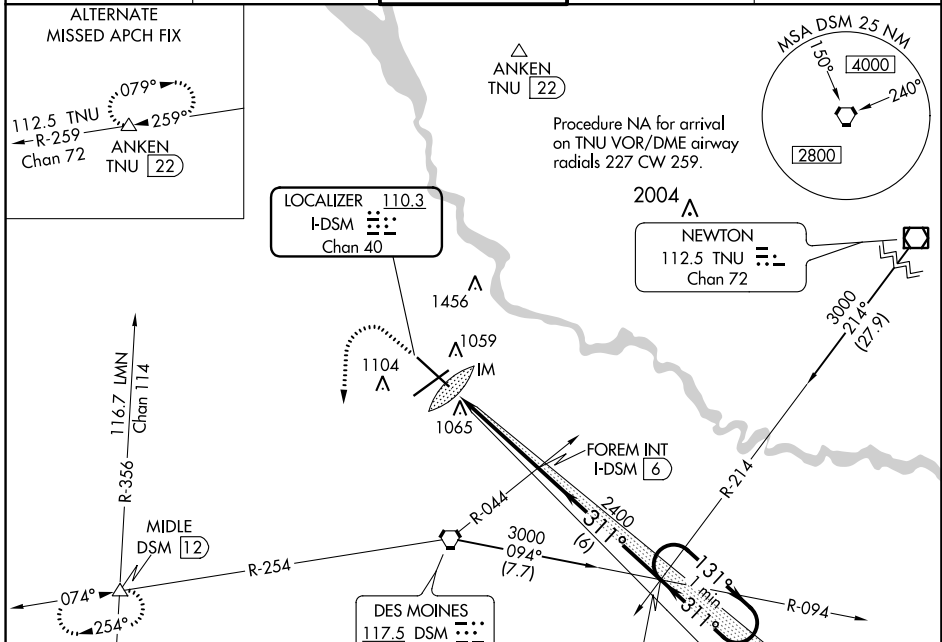 ALTERNATE
MISSED APCH FIX
079°
259°
112.5 TNU
R-259
Chan 72
ANKEN
TNU 22
ANKEN
TNU 22
Procedure NA for arrival
on TNU VOR/DME airway
radials 227 CW 259.
MSA DSM 25 NM
150°
4000
240°
2800
LOCALIZER 110.3
I-DSM
Chan 40
2004
NEWTON
112.5 TNU
Chan 72
3000
214°
(27.9)
1456
1059
IM
1104
1065
116.7 LMN
Chan 114
R-356
FOREM INT
I-DSM 6
R-214
R-044
2400
311°
(6)
MIDLE
DSM 12
R-254
3000
094°
(7.7)
131°
1 min
311°
R-094
074°
254°
DES MOINES
117.5 DSM